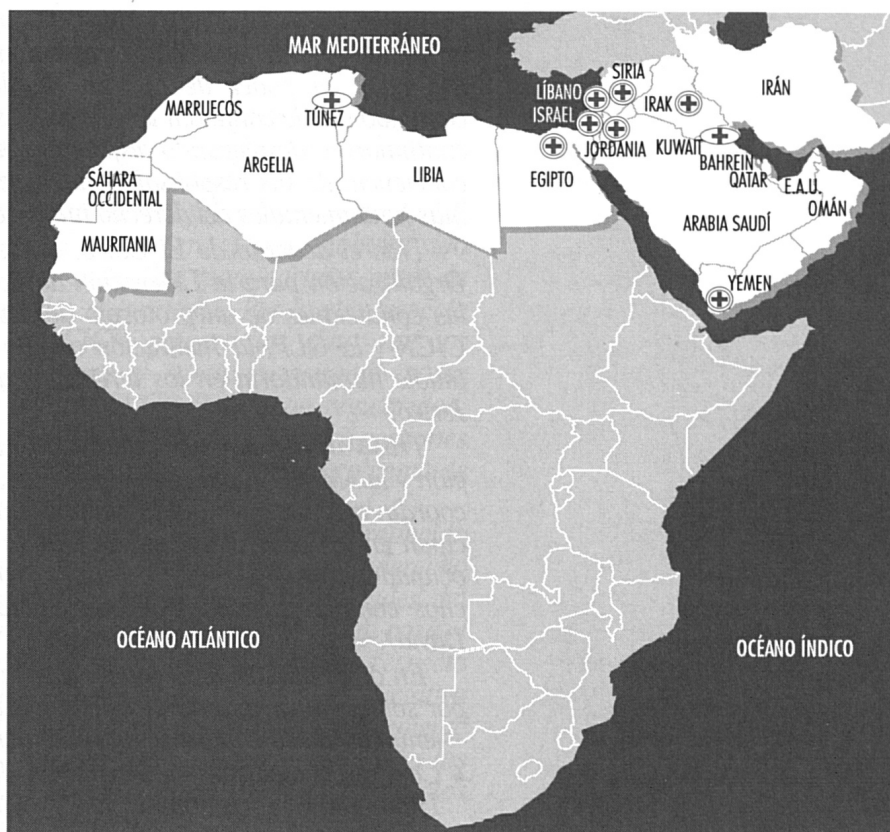 MAR MEDITERRÁNEO
SIRIA
LÍBANO
IRÁN
MARRUECOS
TÚNEZ
ISRAEL
IRAK
JORDANIA
KUWAIT
ARGELIA
LIBIA
EGIPTO
BAHREIN
QATAR
SÁHARA
OCCIDENTAL
E.A.U.
OMÁN
ARABIA SAUDÍ
MAURITANIA
YEMEN
OCÉANO ATLÁNTICO
OCÉANO ÍNDICO